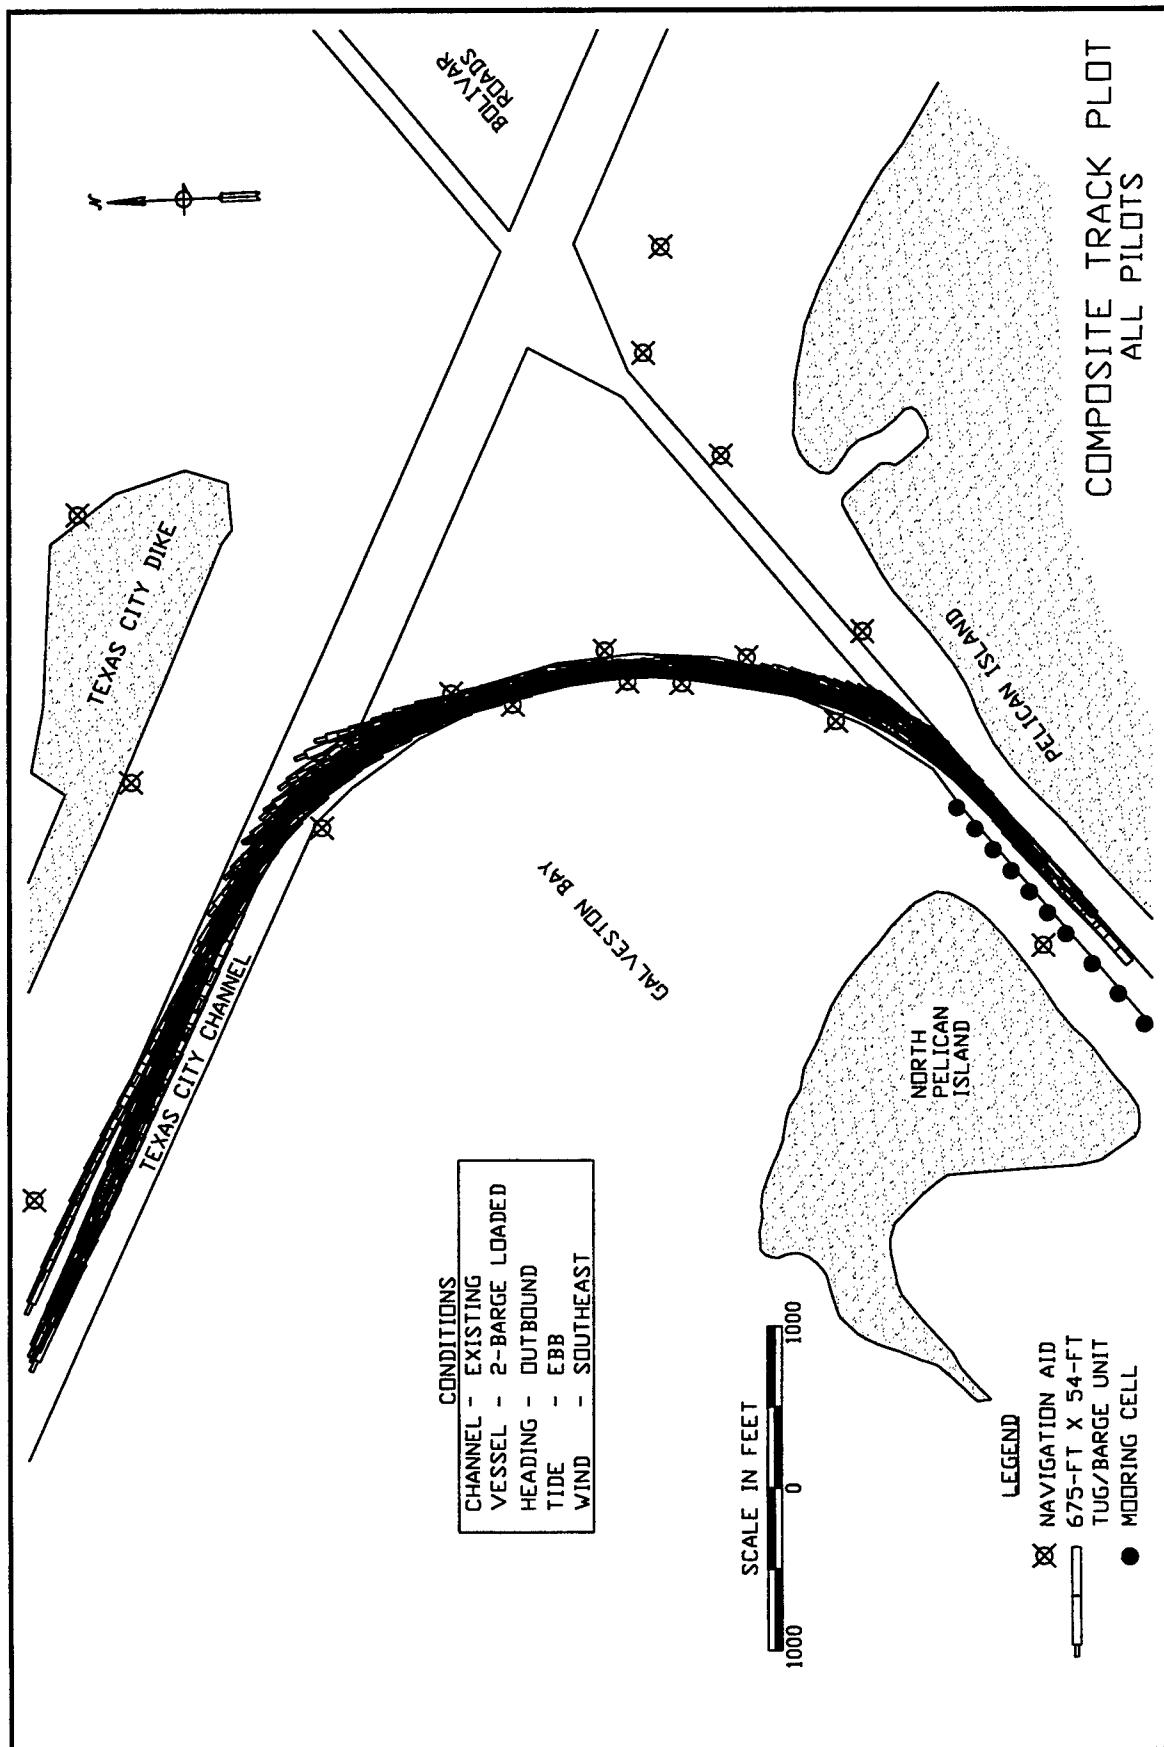 N
BOLIVAR
ROADS
TEXAS CITY DIKE
TEXAS CITY CHANNEL
GALVESTON BAY
PELICAN ISLAND
NORTH
PELICAN
ISLAND
CONDITIONS
CHANNEL - EXISTING
VESSEL - 2-BARGE LOADED
HEADING - OUTBOUND
TIDE - EBB
WIND - SOUTHEAST
SCALE IN FEET
1000 0 1000
LEGEND
NAVIGATION AID
675-FT X 54-FT
TUG/BARGE UNIT
MOORING CELL
COMPOSITE TRACK PLOT
ALL PILOTS